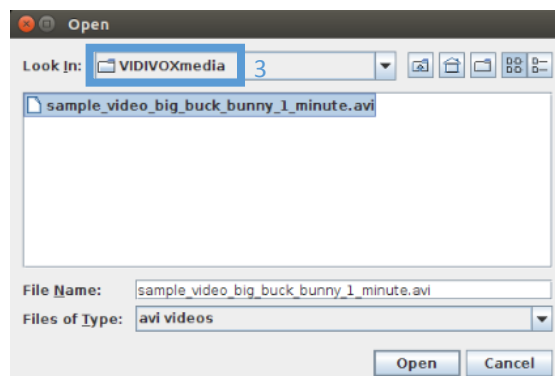 Open
Look In: VIDIVOXmedia 3
sample_video_big_buck_bunny_1_minute.avi
File Name: sample_video_big_buck_bunny_1_minute.avi
Files of Type: avi videos
Open Cancel